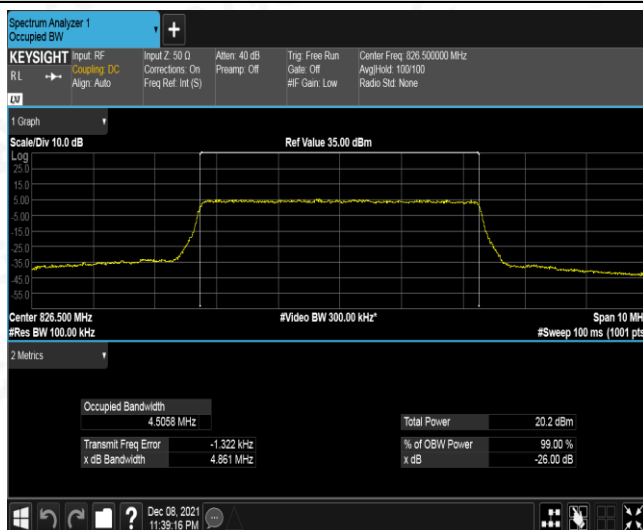 Spectrum Analyzer 1
Occupied BW
+
KEYSIGHT
RL
LXI
Input: RF
Coupling: DC
Align: Auto
Input Z: 50 Ω
Corrections: On
Freq Ref: Int (S)
Atten: 40 dB
Preamp: Off
Trig: Free Run
Gate: Off
#IF Gain: Low
Center Freq: 826.500000 MHz
Avg|Hold: 100/100
Radio Std: None
1 Graph
Scale/Div 10.0 dB
Ref Value 35.00 dBm
Log
25.0
15.0
5.00
-5.00
-15.0
-25.0
-35.0
-45.0
-55.0
Center 826.500 MHz
#Video BW 300.00 kHz*
Span 10 MH
#Res BW 100.00 kHz
#Sweep 100 ms (1001 pts
2 Metrics
Occupied Bandwidth
4.5058 MHz
Total Power 20.2 dBm
Transmit Freq Error -1.322 kHz
% of OBW Power 99.00 %
x dB Bandwidth 4.861 MHz
x dB -26.00 dB
?
Dec 08, 2021
11:39:16 PM